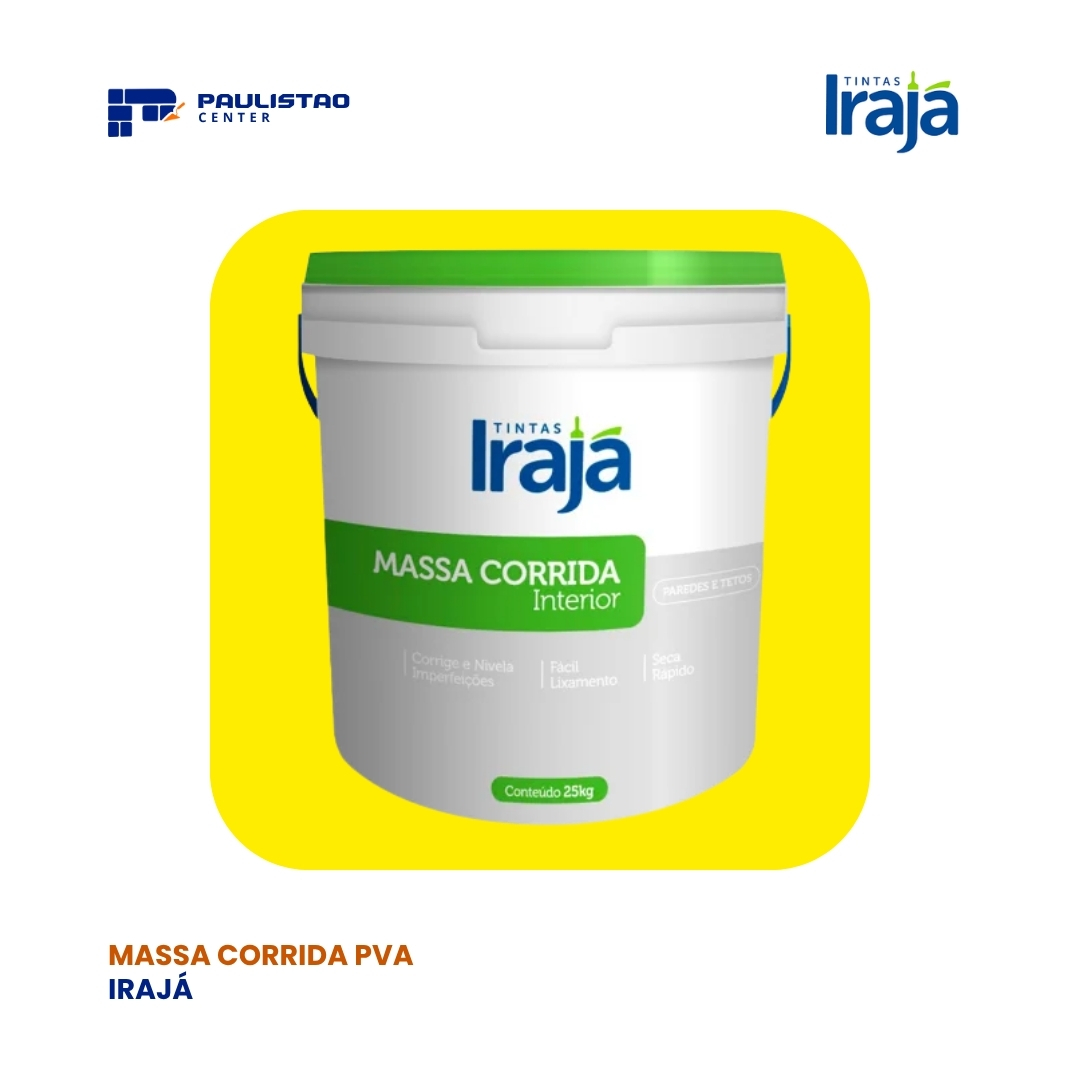 PAULISTAO
CENTER
TINTAS
Irajá
TINTAS
Irajá
MASSA CORRIDA
Interior
PAREDES E TETOS
Corrige e Nivela
Imperfeições
Fácil
Lixamento
Seca
Rápido
Conteúdo 25kg
MASSA CORRIDA PVA
IRAJÁ